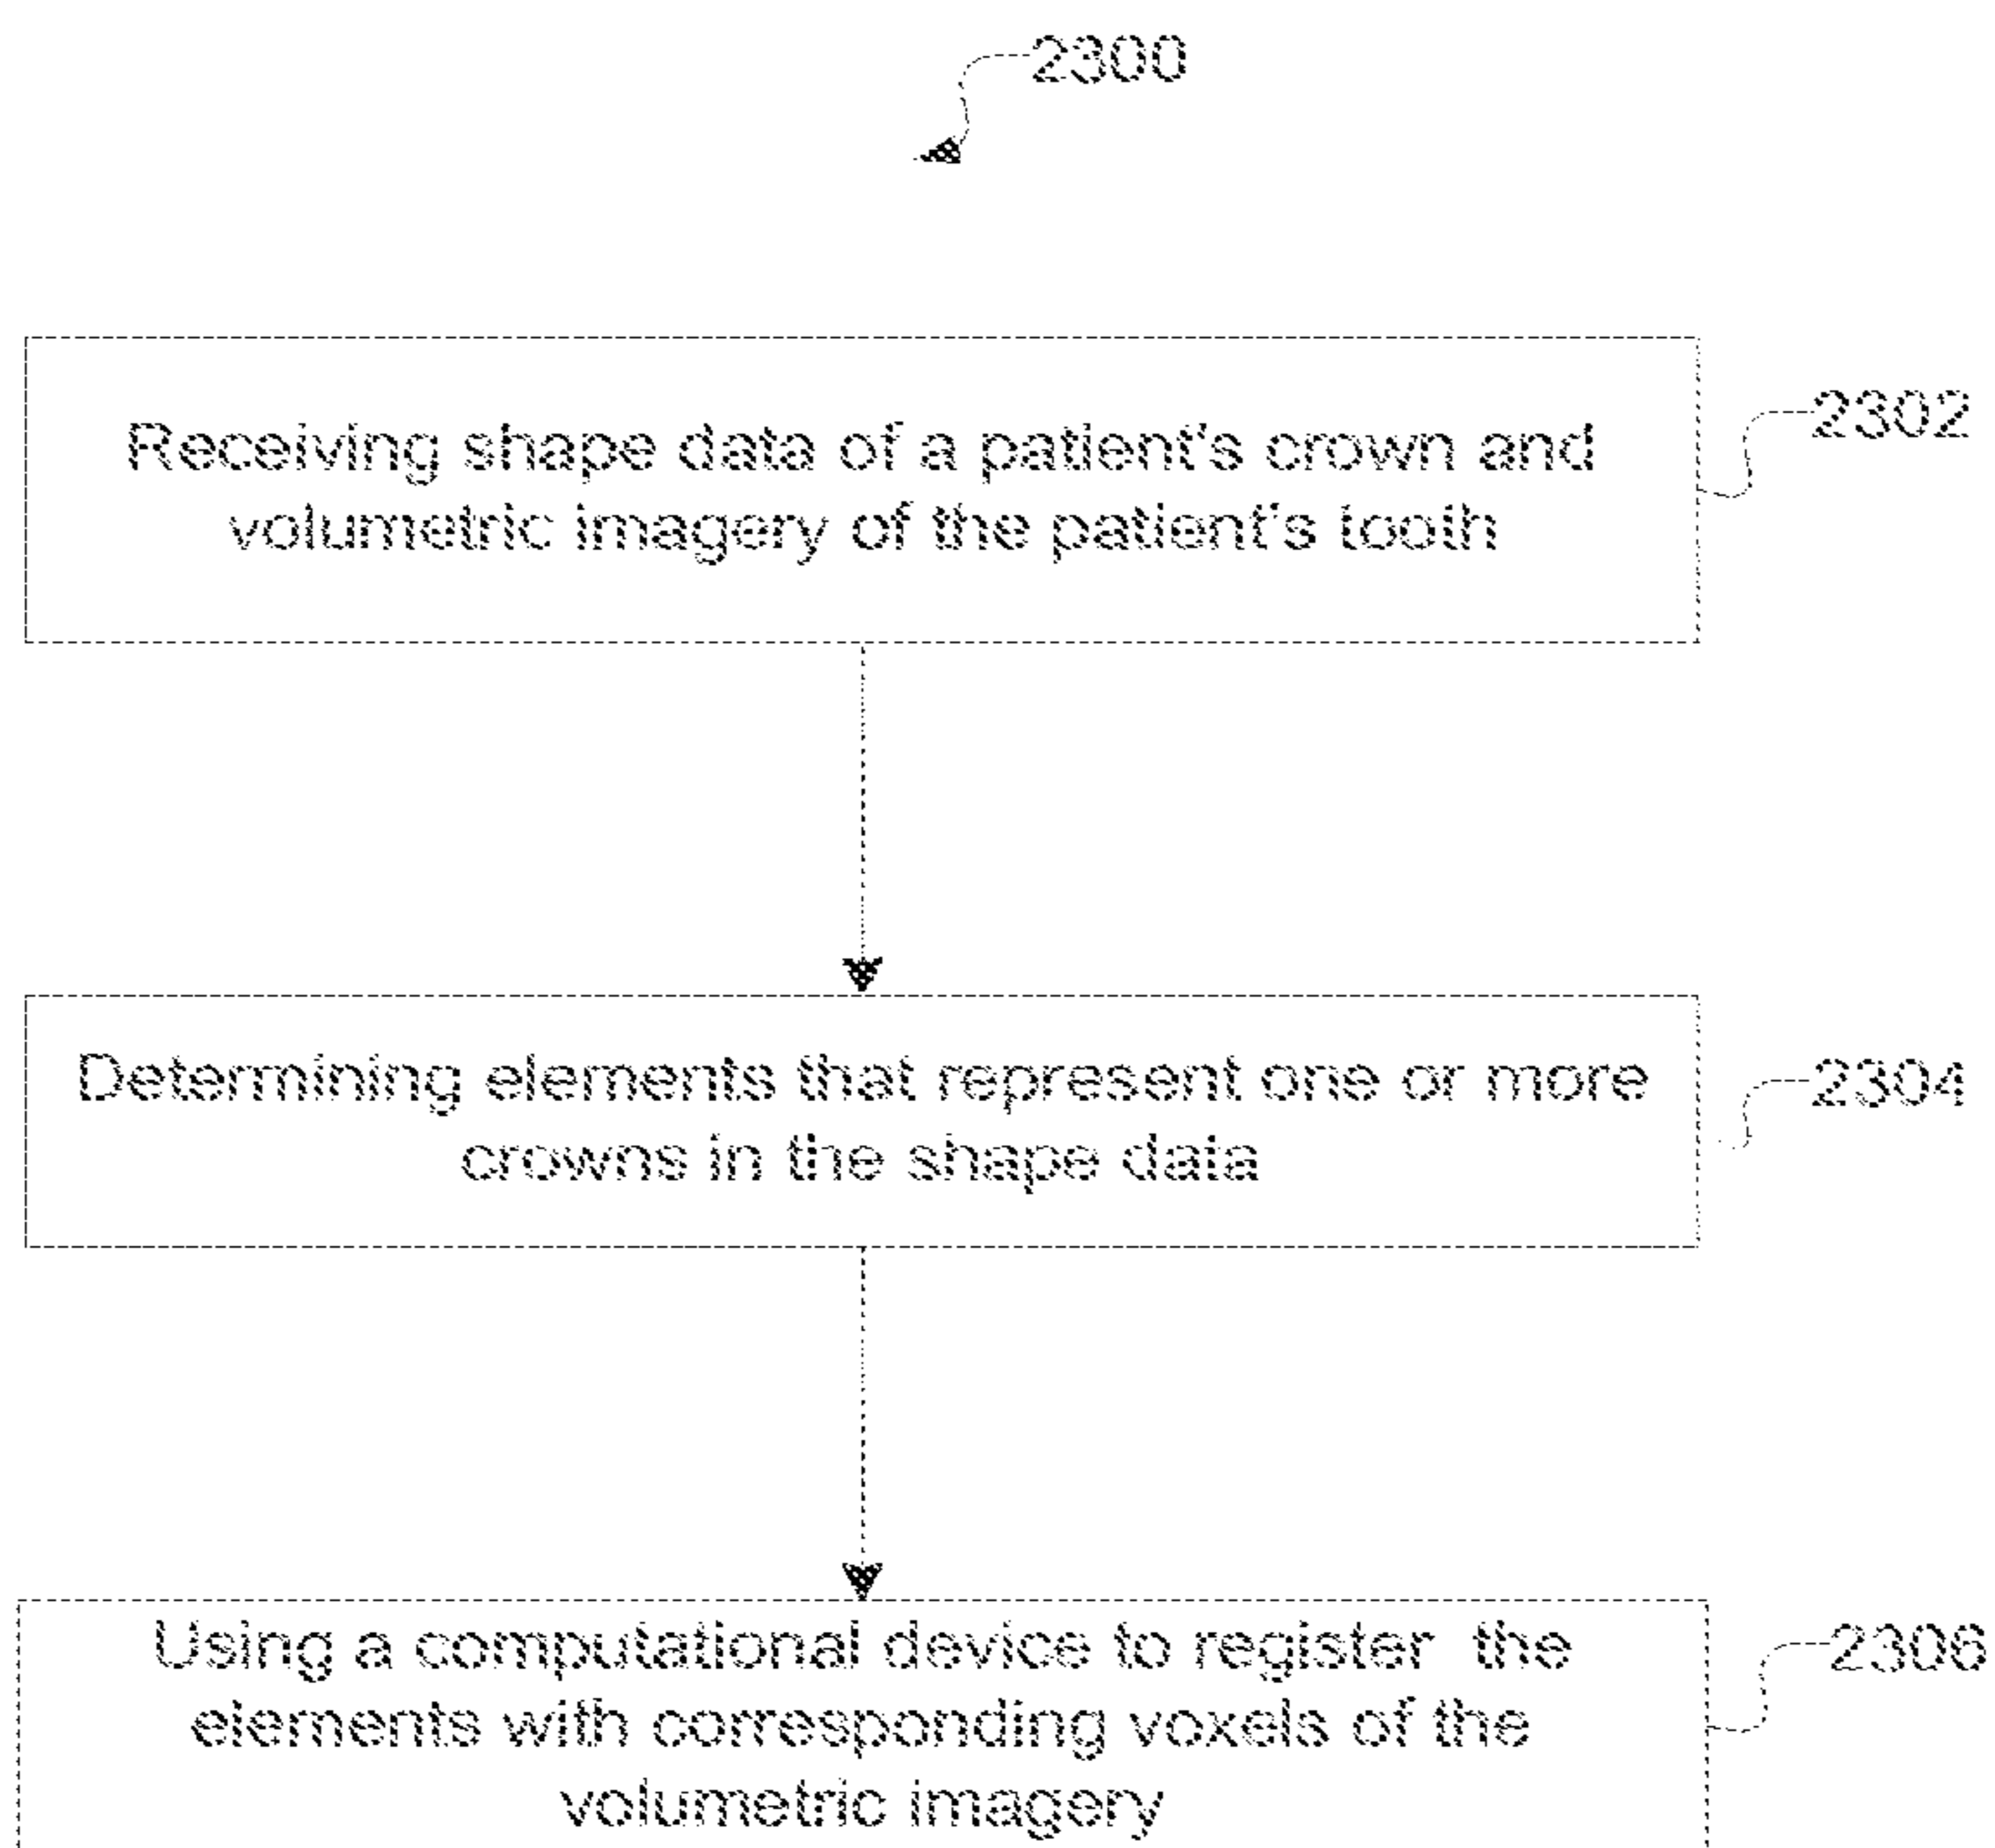 2300
Receiving shape data of a patient's crown and
2302
volumetric imagery of the patient's tooth
Determining elements that represent one or more
2304
crowns in the shape data
Using a computational device to register the
2306
elements with corresponding voxels of the
volumetric imagery